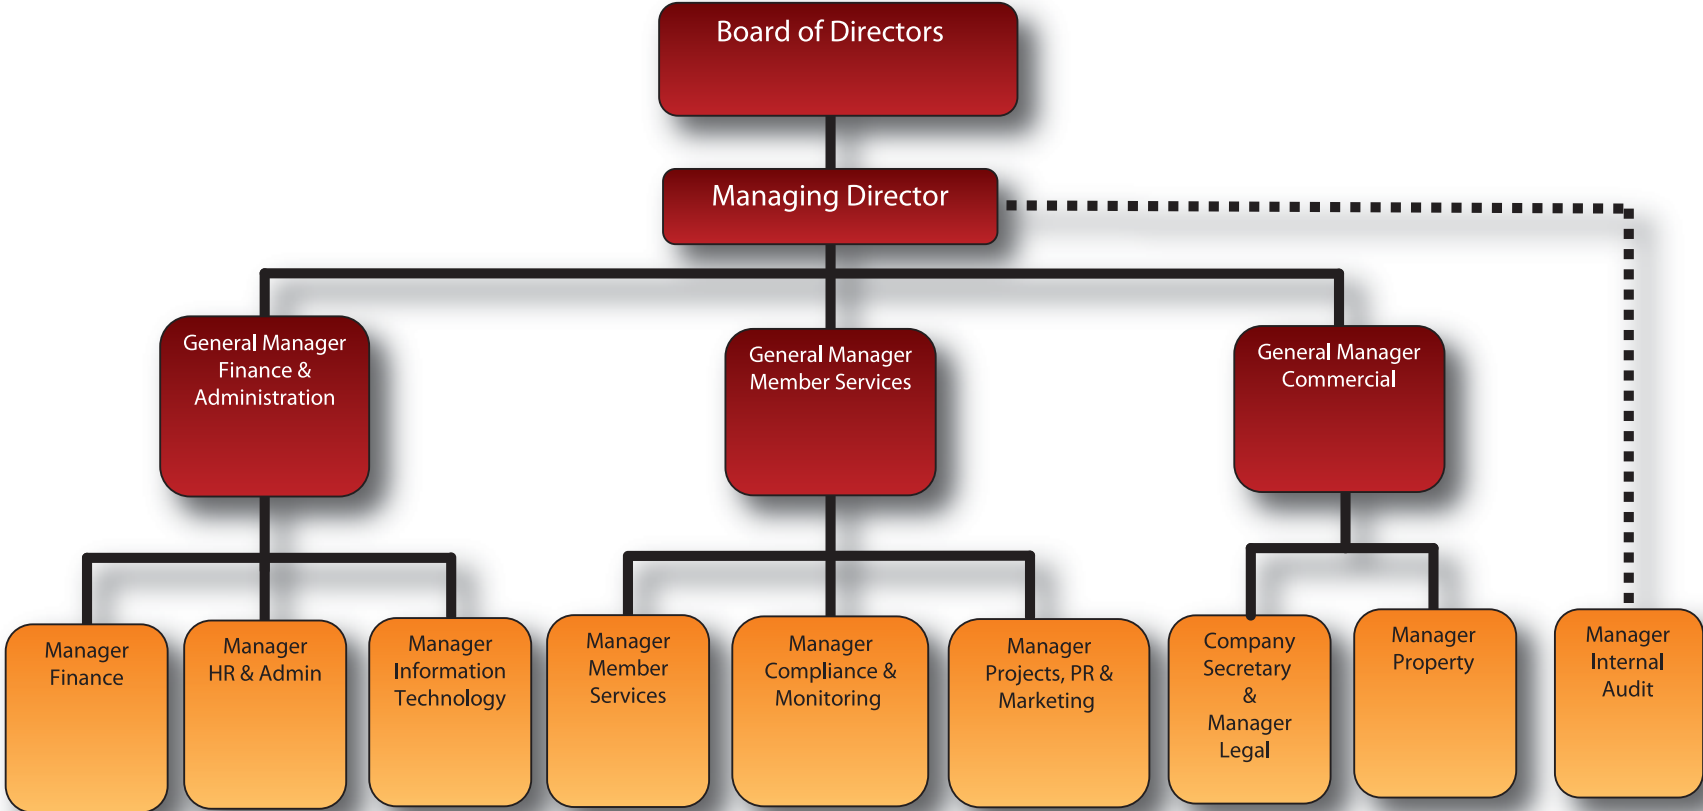 Board of Directors
Managing Director
General Manager
Finance &
Administration
General Manager
Member Services
General Manager
Commercial
Manager
Finance
Manager
HR & Admin
Manager
Information
Technology
Manager
Member
Services
Manager
Compliance &
Monitoring
Manager
Projects, PR &
Marketing
Company
Secretary
&
Manager
Legal
Manager
Property
Manager
Internal
Audit